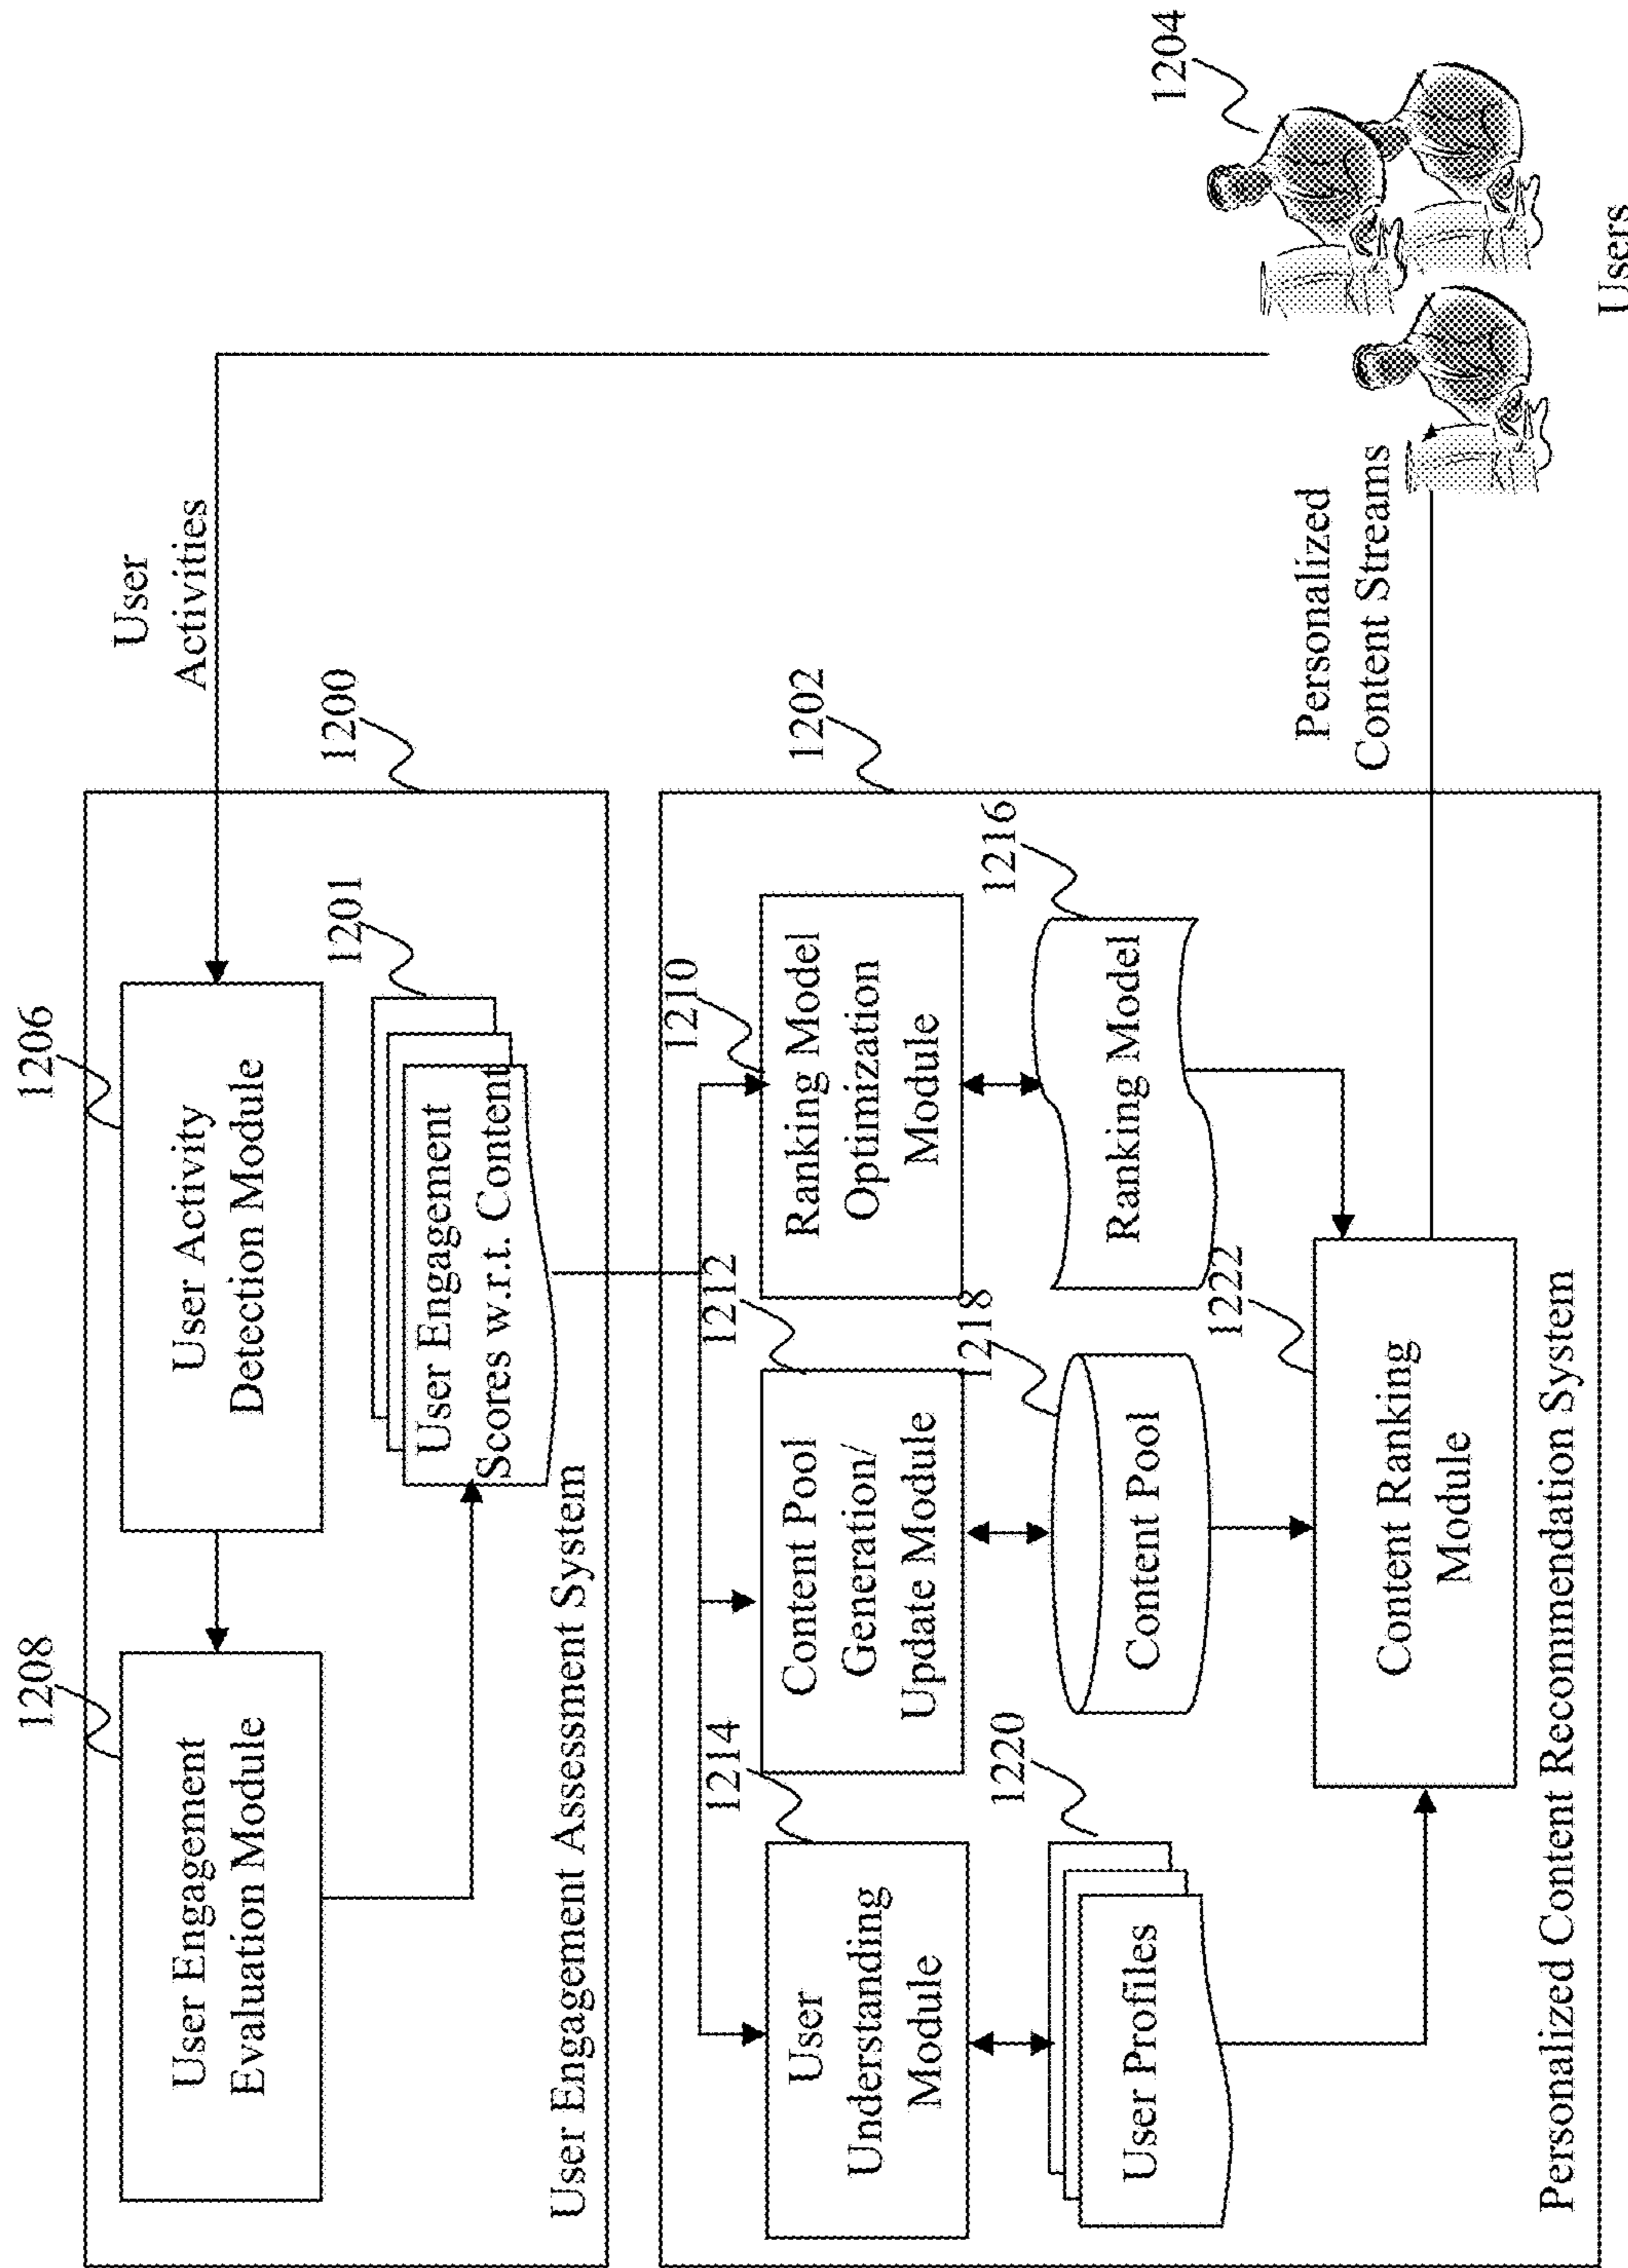 1208
1206
User Engagement
Evaluation Module
User Activity
Detection Module
User
Activities
1200
1201
User Engagement
Scores w.r.t. Content
User Engagement Assessment System
1202
1214
1212
1210
User
Understanding
Module
Content Pool
Generation/
Update Module
Ranking Model
Optimization
Module
1220
1218
1216
User Profiles
Content Pool
Ranking Model
1222
Content Ranking
Module
Personalized Content Recommendation System
Personalized
Content Streams
1204
Users